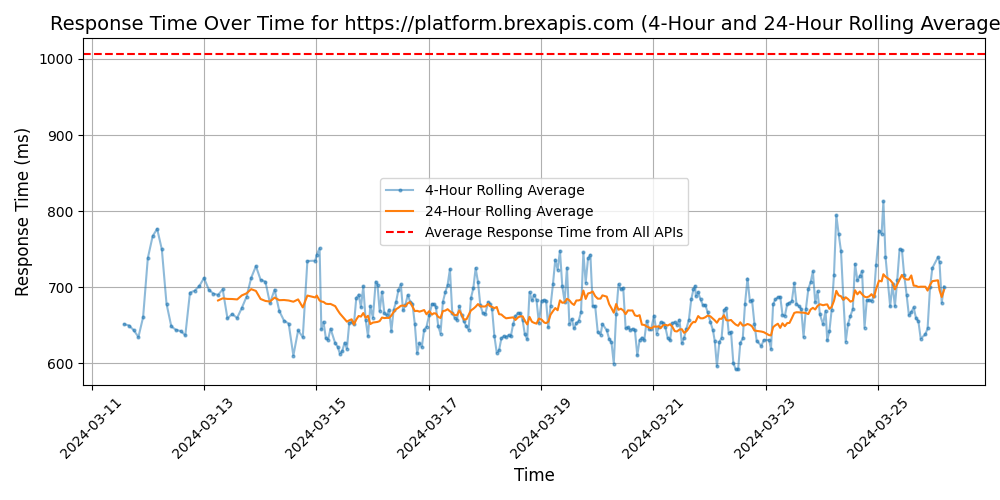 Response Time Over Time for https://platform.brexapis.com (4-Hour and 24-Hour Rolling Average
Response Time (ms)
1000
900
800
700
600
4-Hour Rolling Average
24-Hour Rolling Average
Average Response Time from All APIs
2024-03-11
2024-03-13
2024-03-15
2024-03-17
2024-03-19
2024-03-21
2024-03-23
2024-03-25
Time